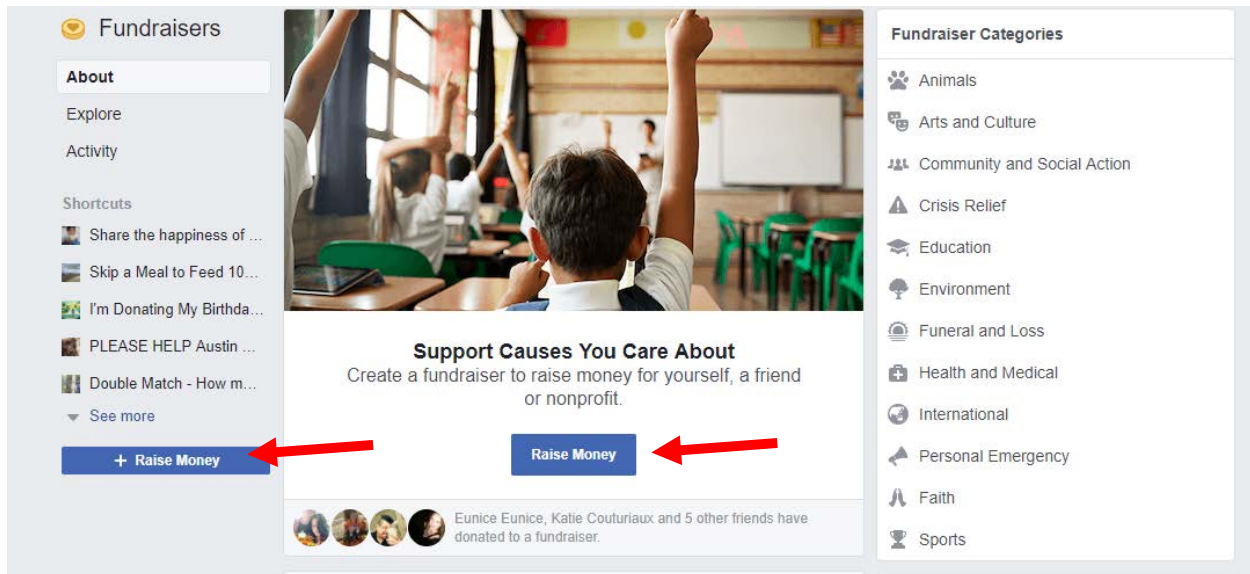 Fundraisers
About
Explore
Activity
Shortcuts
Share the happiness of ...
Skip a Meal to Feed 10...
I'm Donating My Birthda...
PLEASE HELP Austin ...
Double Match - How m...
See more
+ Raise Money
Support Causes You Care About
Create a fundraiser to raise money for yourself, a friend
or nonprofit.
Raise Money
Eunice Eunice, Katie Couturiaux and 5 other friends have
donated to a fundraiser.
Fundraiser Categories
Animals
Arts and Culture
Community and Social Action
Crisis Relief
Education
Environment
Funeral and Loss
Health and Medical
International
Personal Emergency
Faith
Sports